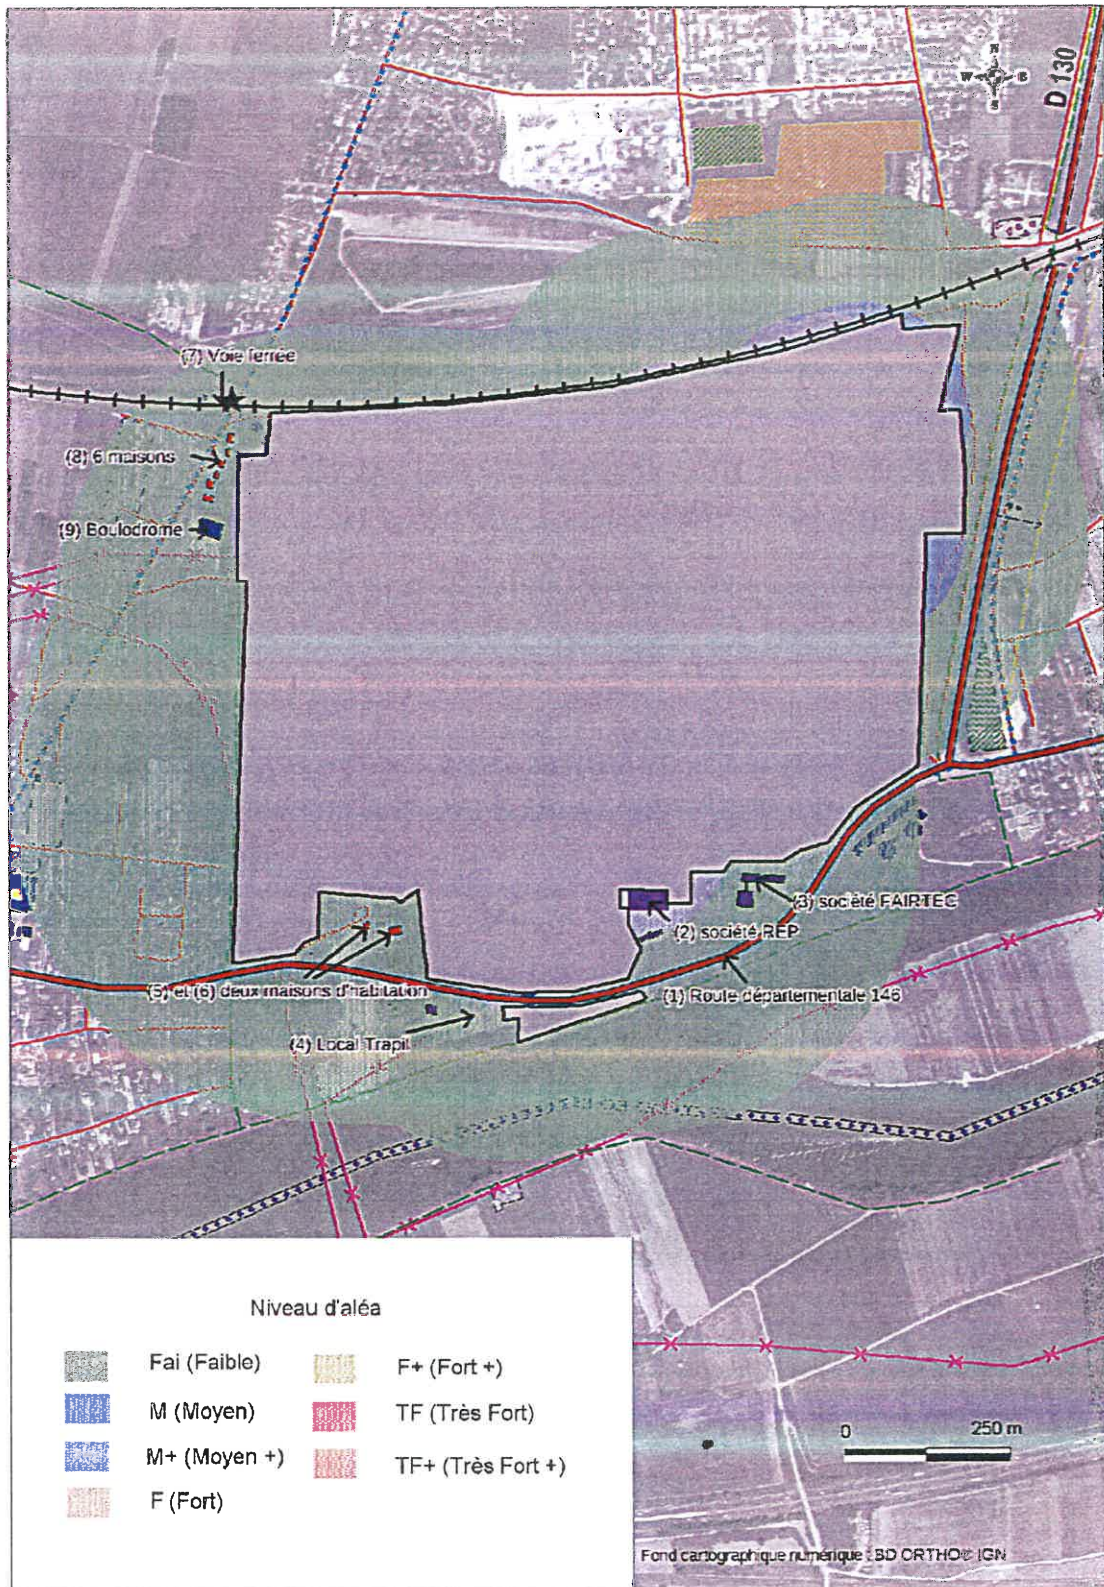 N
W E
S
D 130
(7) Voie ferrée
(8) 6 maisons
(9) Boulodrome
(3) société FAIRTEC
(2) société REP
(5) et (6) deux maisons d'habitation
(1) Route départementale 146
(4) Local Trapil
Niveau d'aléa
Fai (Faible)
F+ (Fort +)
M (Moyen)
TF (Très Fort)
M+ (Moyen +)
TF+ (Très Fort +)
F (Fort)
0 250 m
Fond cartographique numérique : BD ORTHO© IGN